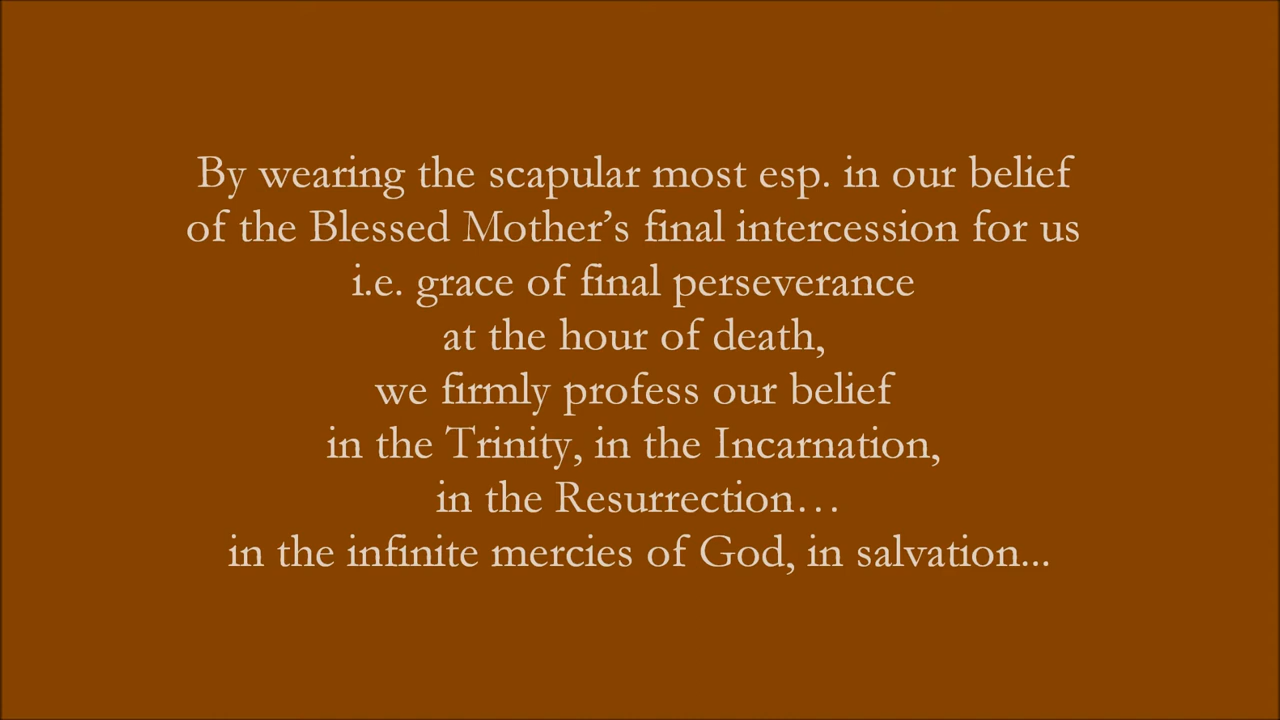 By wearing the scapular most esp. in our belief
of the Blessed Mother’s final intercession for us
i.e. grace of final perseverance
at the hour of death,
we firmly profess our belief
in the Trinity, in the Incarnation,
in the Resurrection…
in the infinite mercies of God, in salvation...